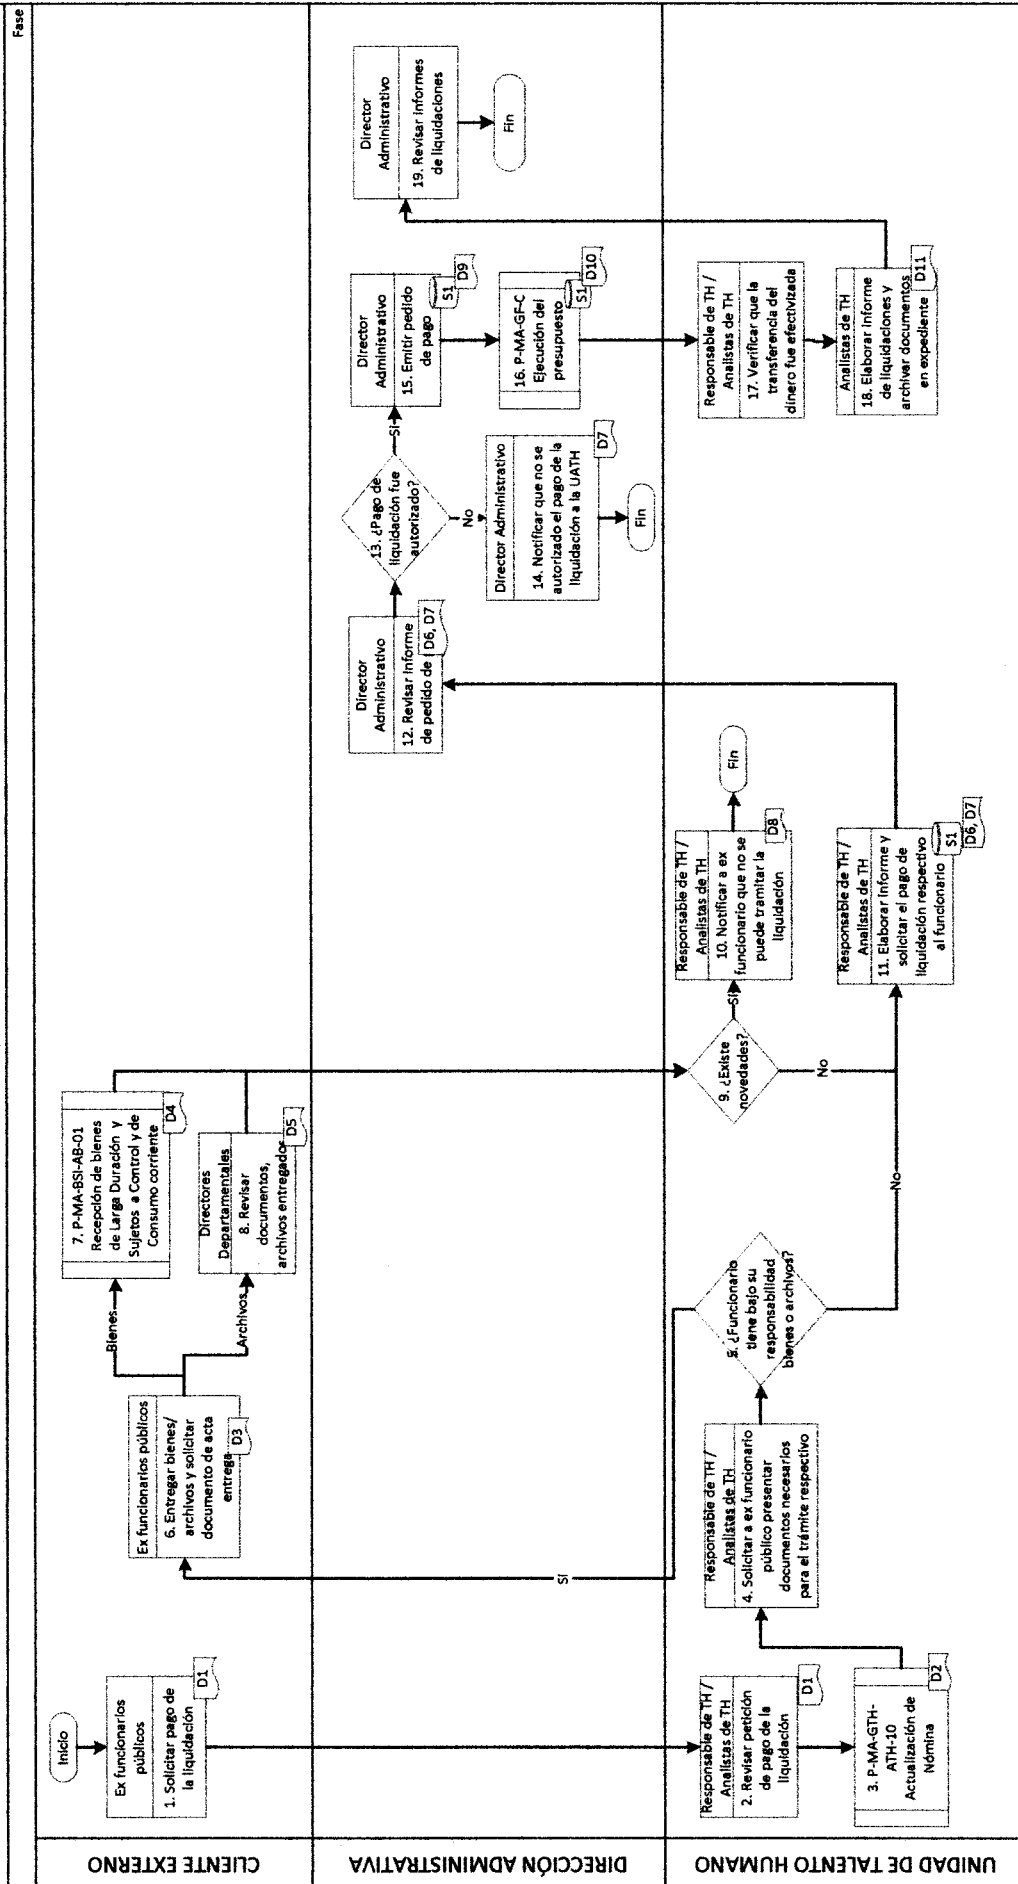 Fase
CLIENTE EXTERNO
Inicio
Ex funcionarios
públicos
1. Solicitar pago de
la liquidación
D1
Ex funcionarios públicos
6. Entregar bienes/
archivos y solicitar
documento de acta
entrega
D3
Bienes
Archivos
7. P-MA-BSI-AB-01
Recepción de bienes
de Larga Duración y
Sujetos a Control y de
Consumo corriente
D4
Directores
Departamentales
8. Revisar
documentos,
archivos entregados
D5
DIRECCIÓN ADMINISTRATIVA
Si
Director
Administrativo
12. Revisar Informe
de pedido de
D6, D7
13. ¿Pago de
liquidación fue
autorizado?
Si
No
Director Administrativo
14. Notificar que no se
autorizado el pago de la
liquidación a la UATH
D7
Fin
Director
Administrativo
15. Emitir pedido
de pago
S1
D9
16. P-MA-GF-C
Ejecución del
presupuesto
S1
D10
Director
Administrativo
19. Revisar informes
de liquidaciones
Fin
UNIDAD DE TALENTO HUMANO
Responsable de TH /
Analistas de TH
2. Revisar petición
de pago de la
liquidación
D1
3. P-MA-GTH-
ATH-10
Actualización de
Nómina
D2
Responsable de TH /
Analistas de TH
4. Solicitar a ex funcionario
público presentar
documentos necesarios
para el trámite respectivo
5. ¿Funcionario
tiene bajo su
responsabilidad
bienes o archivos?
No
9. ¿Existe
novedades?
Si
No
Responsable de TH /
Analistas de TH
10. Notificar a ex
funcionario que no se
puede tramitar la
liquidación
D8
Fin
Responsable de TH /
Analistas de TH
11. Elaborar Informe y
solicitar el pago de
liquidación respectivo
al funcionario
S1
D6, D7
Responsable de TH /
Analistas de TH
17. Verificar que la
transferencia del
dinero fue efectivizada
Analistas de TH
18. Elaborar Informe
de liquidaciones y
archivar documentos
en expediente
D11